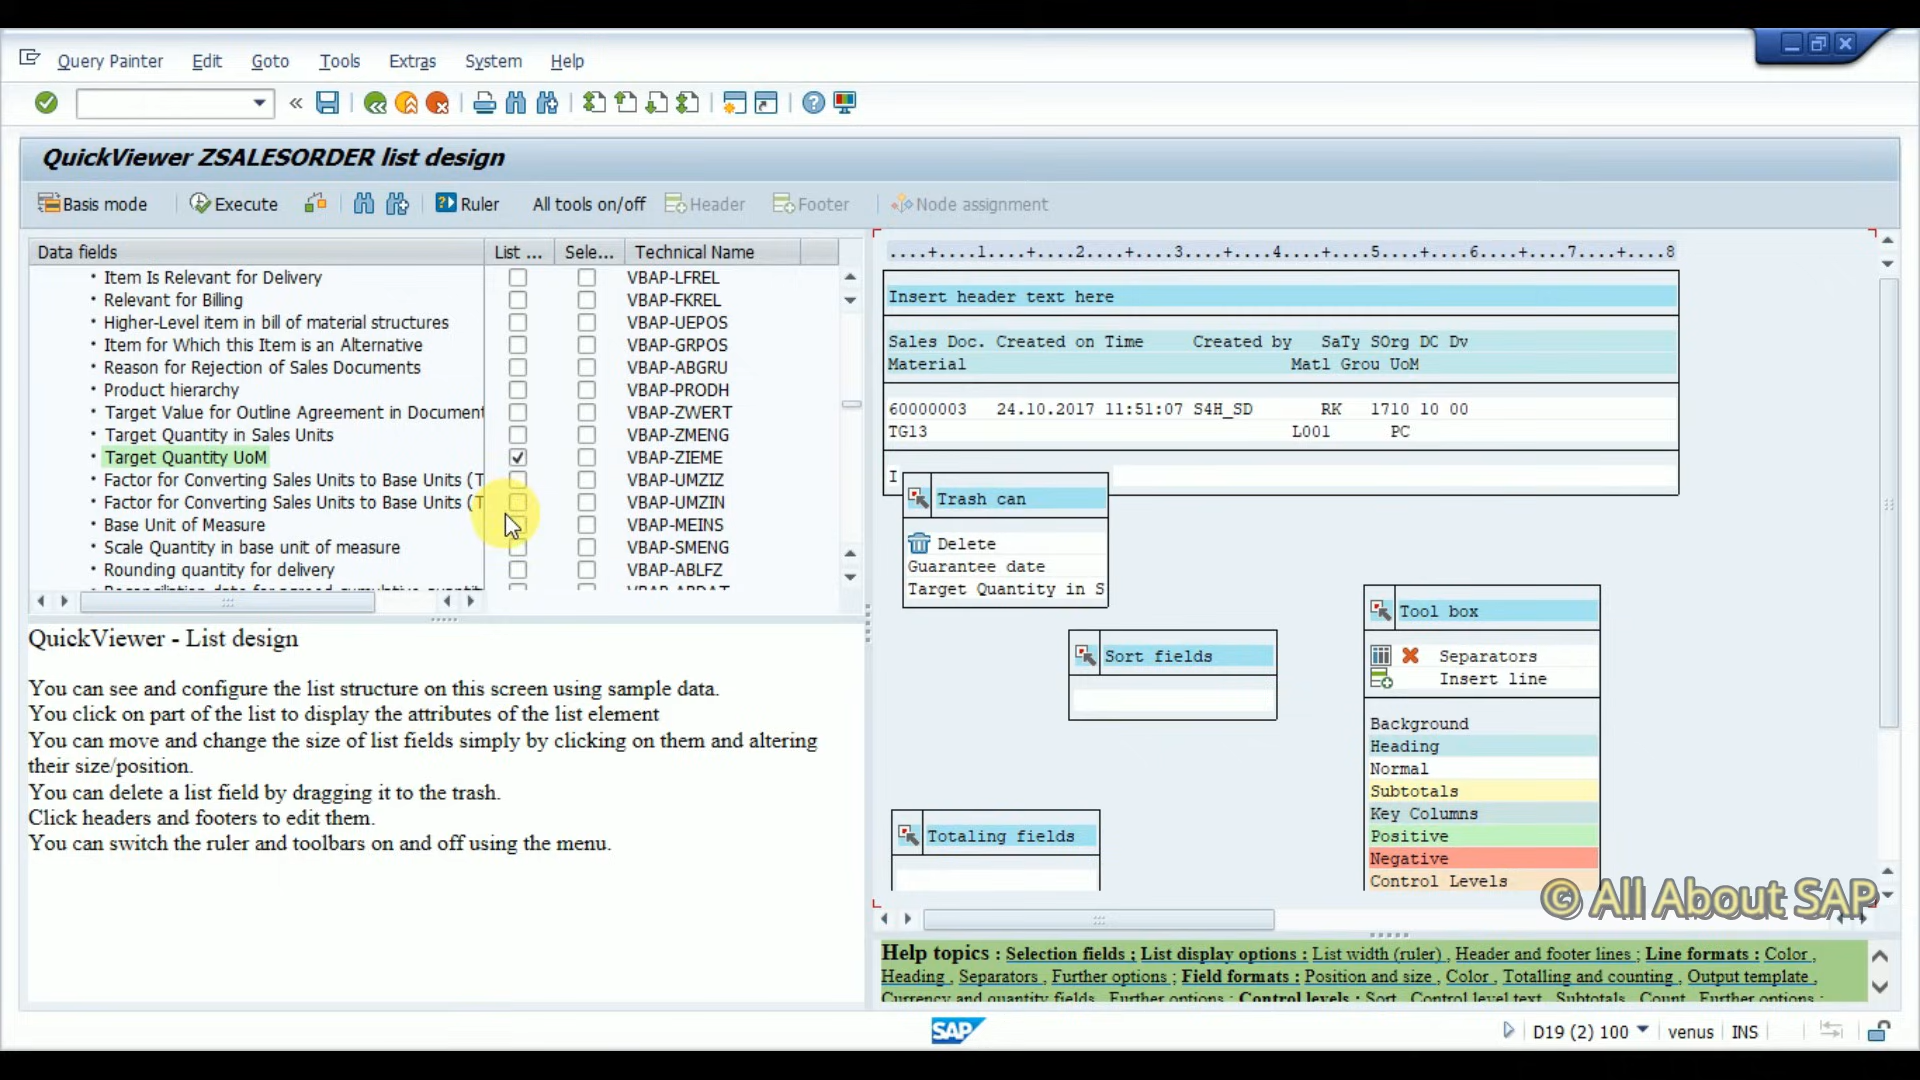 Query Painter Edit Goto Tools Extras System Help
QuickViewer ZSALESORDER list design
Basis mode Execute Ruler All tools on/off Header Footer Node assignment
Data fields List ... Sele... Technical Name
Item Is Relevant for Delivery VBAP-LFREL
Relevant for Billing VBAP-FKREL
Higher-Level item in bill of material structures VBAP-UEPOS
Item for Which this Item is an Alternative VBAP-GRPOS
Reason for Rejection of Sales Documents VBAP-ABGRU
Product hierarchy VBAP-PRODH
Target Value for Outline Agreement in Document VBAP-ZWERT
Target Quantity in Sales Units VBAP-ZMENG
Target Quantity UoM VBAP-ZIEME
Factor for Converting Sales Units to Base Units (T VBAP-UMZIZ
Factor for Converting Sales Units to Base Units (T VBAP-UMZIN
Base Unit of Measure VBAP-MEINS
Scale Quantity in base unit of measure VBAP-SMENG
Rounding quantity for delivery VBAP-ABLFZ
QuickViewer - List design
You can see and configure the list structure on this screen using sample data.
You click on part of the list to display the attributes of the list element
You can move and change the size of list fields simply by clicking on them and altering
their size/position.
You can delete a list field by dragging it to the trash.
Click headers and footers to edit them.
You can switch the ruler and toolbars on and off using the menu.
....+....1....+....2....+....3....+....4....+....5....+....6....+....7....+....8
Insert header text here
Sales Doc. Created on Time Created by SaTy SOrg DC Dv
Material Matl Grou UoM
60000003 24.10.2017 11:51:07 S4H_SD RK 1710 10 00
TG13 L001 PC
I
Trash can
Delete
Guarantee date
Target Quantity in S
Sort fields
Tool box
Separators
Insert line
Background
Heading
Normal
Subtotals
Key Columns
Positive
Negative
Control Levels
Totaling fields
© All About SAP
Help topics : Selection fields ; List display options : List width (ruler) , Header and footer lines ; Line formats : Color ,
Heading , Separators , Further options ; Field formats : Position and size , Color , Totalling and counting , Output template ,
Currency and quantity fields , Further options ; Control levels : Sort , Control level text , Subtotals , Count , Further options ;
SAP
D19 (2) 100 venus INS